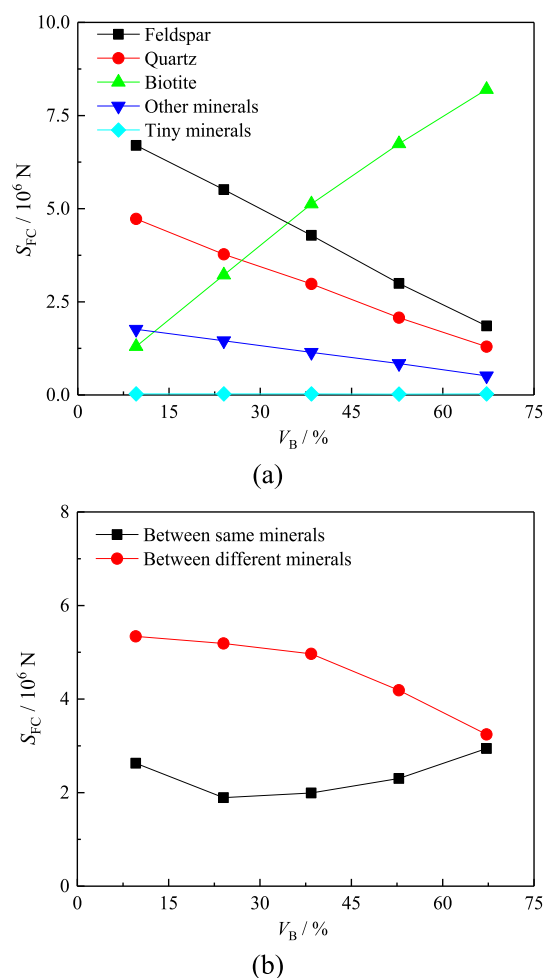 10.0
7.5
5.0
2.5
0.0
S_FC / 10^6 N
Feldspar
Quartz
Biotite
Other minerals
Tiny minerals
0 15 30 45 60 75
V_B / %
(a)
8
6
4
2
0
S_FC / 10^6 N
Between same minerals
Between different minerals
0 15 30 45 60 75
V_B / %
(b)